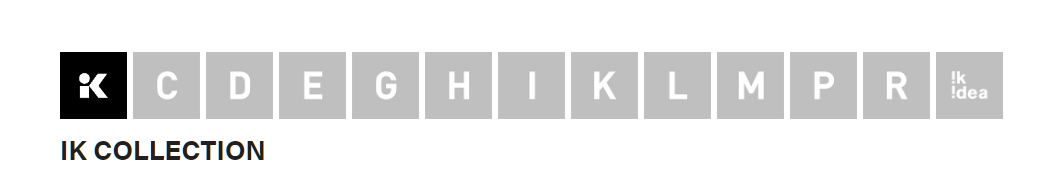 iK C D E G H I K L M P R !k
!dea
IK COLLECTION